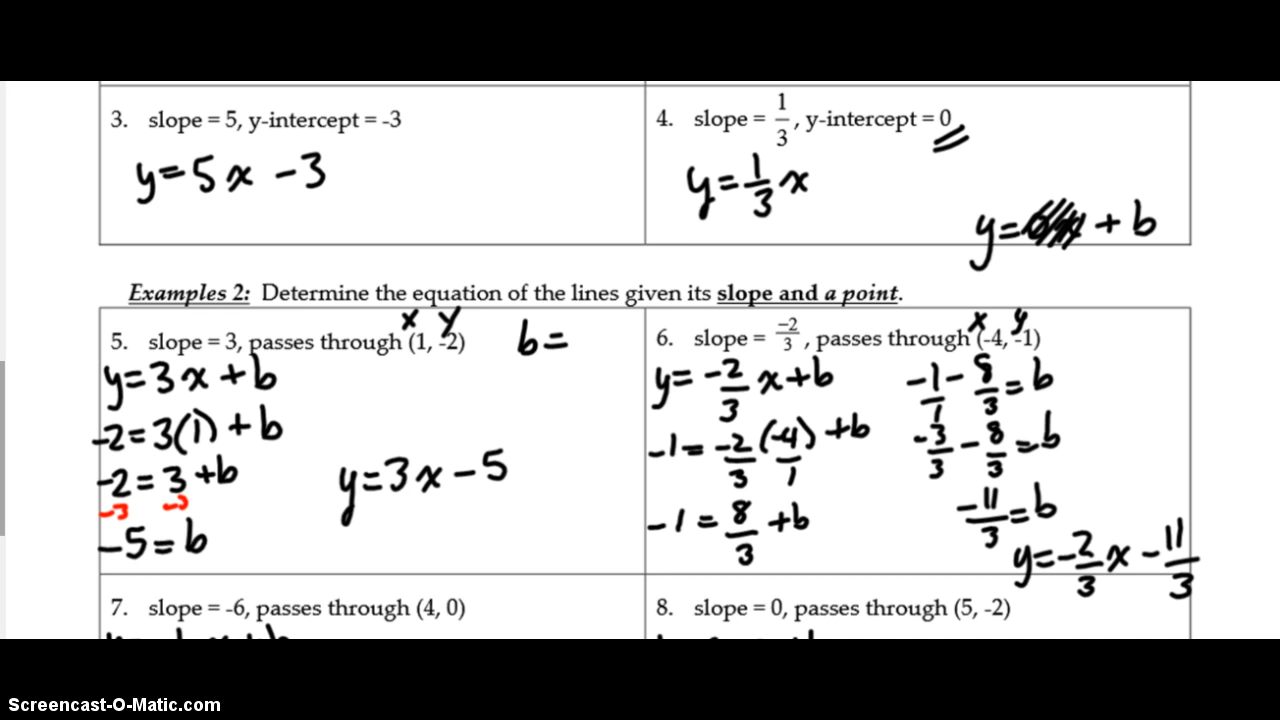 3. slope = 5, y-intercept = -3
y = 5x - 3
4. slope = 1/3, y-intercept = 0
y = 1/3 x
y = + b
Examples 2: Determine the equation of the lines given its slope and a point.
x y
5. slope = 3, passes through (1, -2)
b =
y = 3x + b
-2 = 3(1) + b
-2 = 3 + b
-3 -3
-5 = b
y = 3x - 5
x y
6. slope = -2/3, passes through (-4, -1)
y = -2/3 x + b
-1 = -2/3 (-4/1) + b
-1 = 8/3 + b
-1/1 - 8/3 = b
-3/3 - 8/3 = b
-11/3 = b
y = -2/3 x - 11/3
7. slope = -6, passes through (4, 0)
8. slope = 0, passes through (5, -2)
Screencast-O-Matic.com